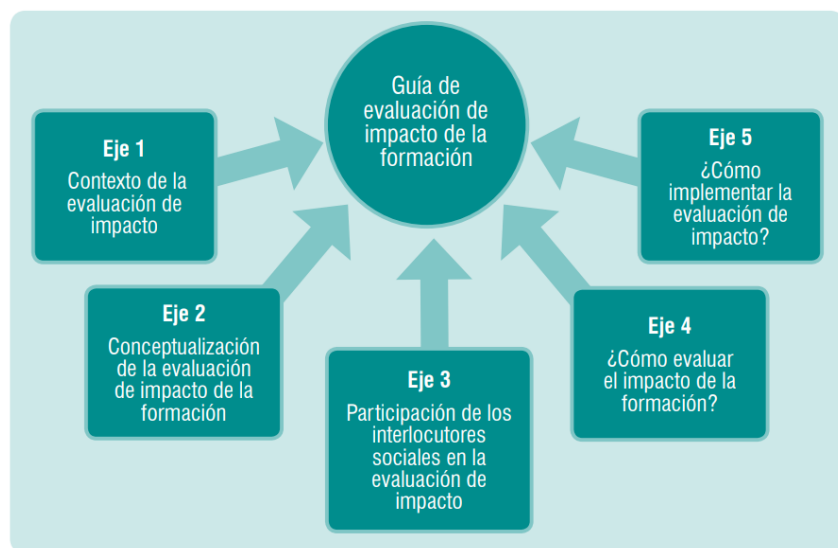 Guía de
evaluación de
impacto de la
formación
Eje 1
Contexto de la
evaluación de
impacto
Eje 2
Conceptualización
de la evaluación
de impacto de la
formación
Eje 3
Participación de los
interlocutores
sociales en la
evaluación de
impacto
Eje 4
¿Cómo evaluar
el impacto de la
formación?
Eje 5
¿Cómo
implementar la
evaluación de
impacto?